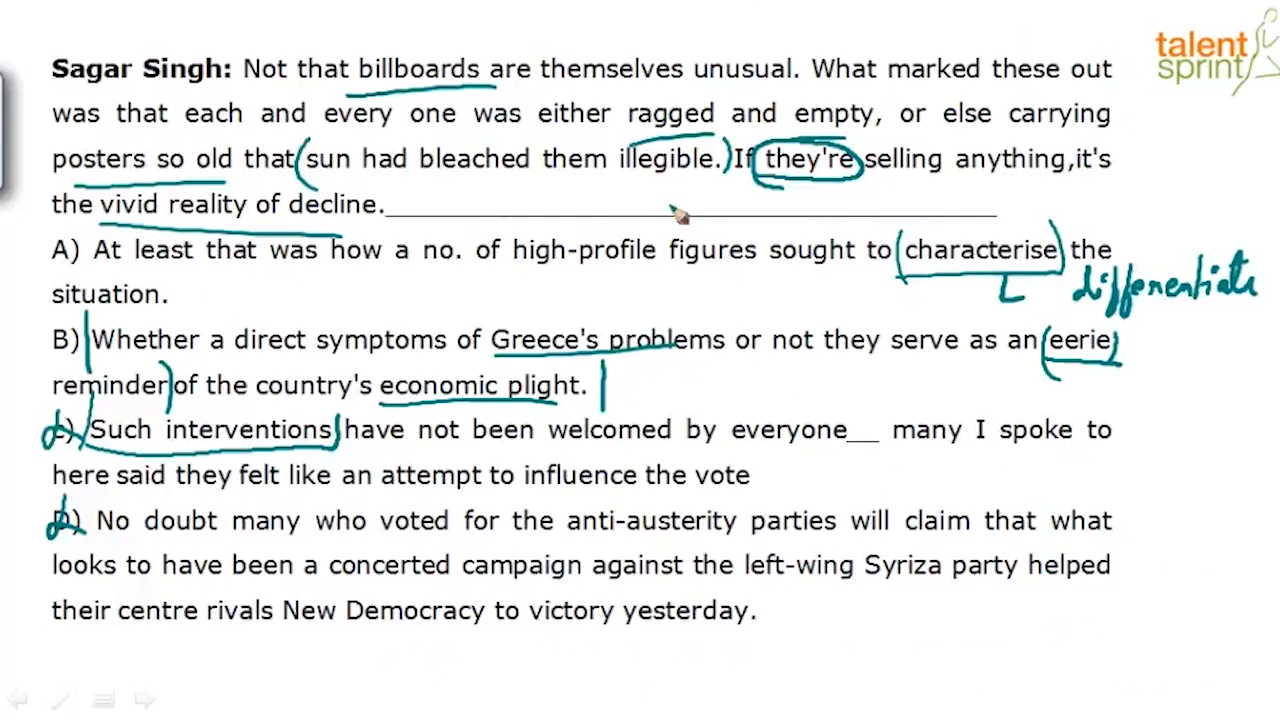 talent
sprint
Sagar Singh: Not that billboards are themselves unusual. What marked these out
was that each and every one was either ragged and empty, or else carrying
posters so old that sun had bleached them illegible. If they're selling anything,it's
the vivid reality of decline.______________________________________________
A) At least that was how a no. of high-profile figures sought to characterise the
situation.
differentiate
B) Whether a direct symptoms of Greece's problems or not they serve as an eerie
reminder of the country's economic plight.
C) Such interventions have not been welcomed by everyone__ many I spoke to
here said they felt like an attempt to influence the vote
D) No doubt many who voted for the anti-austerity parties will claim that what
looks to have been a concerted campaign against the left-wing Syriza party helped
their centre rivals New Democracy to victory yesterday.